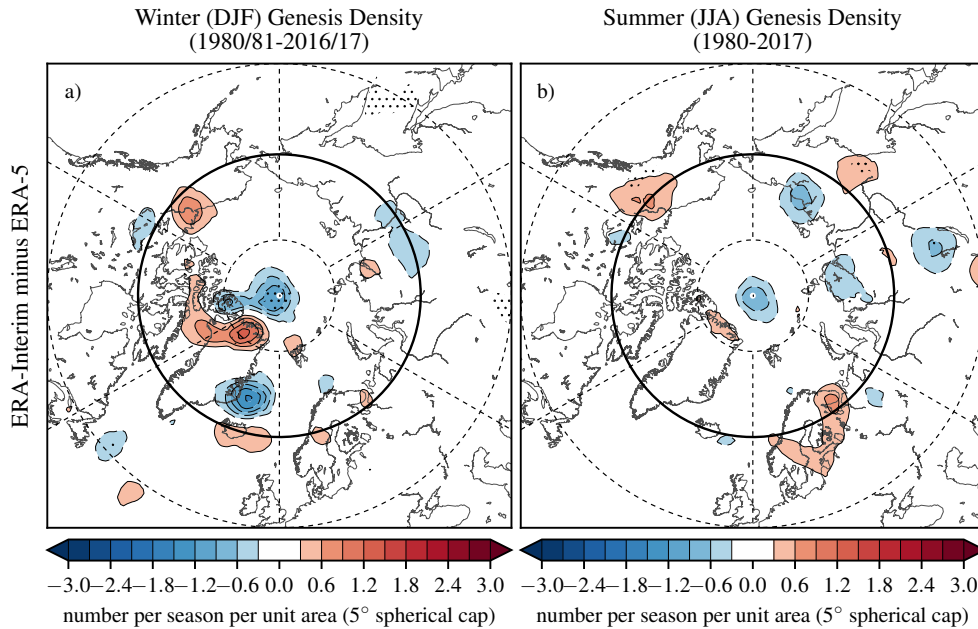 Winter (DJF) Genesis Density
(1980/81-2016/17)
Summer (JJA) Genesis Density
(1980-2017)
ERA-Interim minus ERA-5
a)
b)
−3.0 −2.4 −1.8 −1.2 −0.6 0.0 0.6 1.2 1.8 2.4 3.0
number per season per unit area (5° spherical cap)
−3.0 −2.4 −1.8 −1.2 −0.6 0.0 0.6 1.2 1.8 2.4 3.0
number per season per unit area (5° spherical cap)